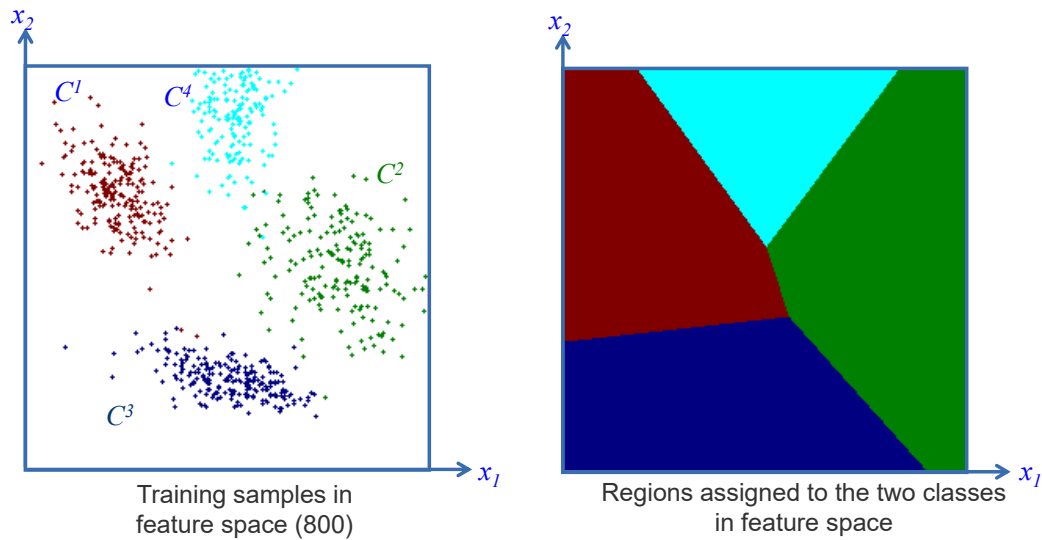 x₂
C¹
C⁴
C²
C³
x₁
Training samples in
feature space (800)
x₂
x₁
Regions assigned to the two classes
in feature space